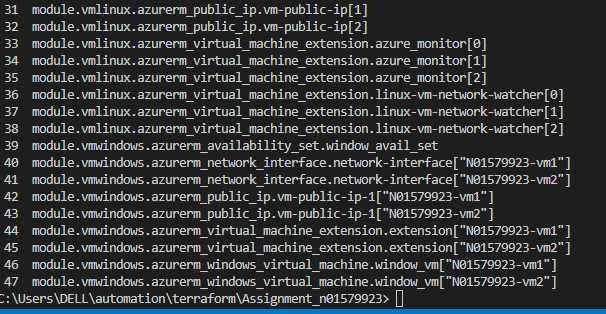 31 module.vmlinux.azurerm_public_ip.vm-public-ip[1]
32 module.vmlinux.azurerm_public_ip.vm-public-ip[2]
33 module.vmlinux.azurerm_virtual_machine_extension.azure_monitor[0]
34 module.vmlinux.azurerm_virtual_machine_extension.azure_monitor[1]
35 module.vmlinux.azurerm_virtual_machine_extension.azure_monitor[2]
36 module.vmlinux.azurerm_virtual_machine_extension.linux-vm-network-watcher[0]
37 module.vmlinux.azurerm_virtual_machine_extension.linux-vm-network-watcher[1]
38 module.vmlinux.azurerm_virtual_machine_extension.linux-vm-network-watcher[2]
39 module.vmwindows.azurerm_availability_set.window_avail_set
40 module.vmwindows.azurerm_network_interface.network-interface["N01579923-vm1"]
41 module.vmwindows.azurerm_network_interface.network-interface["N01579923-vm2"]
42 module.vmwindows.azurerm_public_ip.vm-public-ip-1["N01579923-vm1"]
43 module.vmwindows.azurerm_public_ip.vm-public-ip-1["N01579923-vm2"]
44 module.vmwindows.azurerm_virtual_machine_extension.extension["N01579923-vm1"]
45 module.vmwindows.azurerm_virtual_machine_extension.extension["N01579923-vm2"]
46 module.vmwindows.azurerm_windows_virtual_machine.window_vm["N01579923-vm1"]
47 module.vmwindows.azurerm_windows_virtual_machine.window_vm["N01579923-vm2"]
C:\Users\DELL\automation\terraform\Assignment_n01579923>